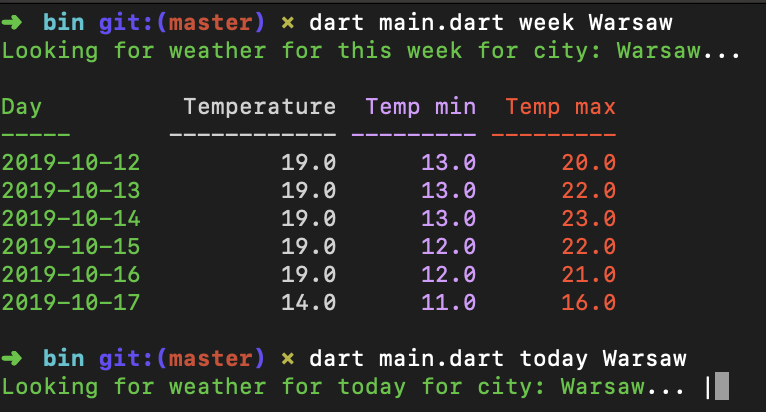 ➜ bin git:(master) × dart main.dart week Warsaw
Looking for weather for this week for city: Warsaw...
Day Temperature Temp min Temp max
----- ------------ --------- ---------
2019-10-12 19.0 13.0 20.0
2019-10-13 19.0 13.0 22.0
2019-10-14 19.0 13.0 23.0
2019-10-15 19.0 12.0 22.0
2019-10-16 19.0 12.0 21.0
2019-10-17 14.0 11.0 16.0
➜ bin git:(master) × dart main.dart today Warsaw
Looking for weather for today for city: Warsaw... |